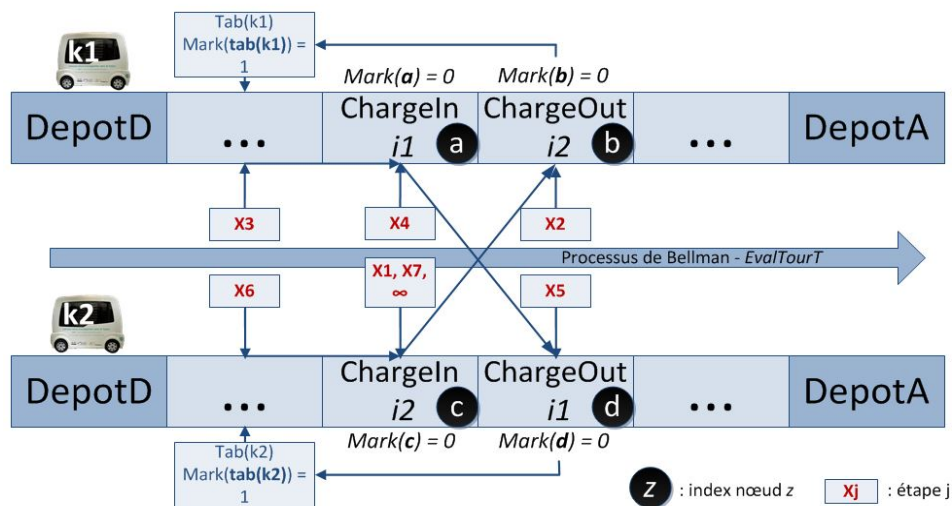 Tab(k1)
Mark(tab(k1)) =
1
k1
Mark(a) = 0
Mark(b) = 0
DepotD
...
ChargeIn
i1
a
ChargeOut
i2
b
...
DepotA
X3
X4
X2
Processus de Bellman - EvalTourT
X6
X1, X7,
∞
X5
k2
DepotD
...
ChargeIn
i2
c
ChargeOut
i1
d
...
DepotA
Mark(c) = 0
Mark(d) = 0
Tab(k2)
Mark(tab(k2)) =
1
z : index nœud z
Xj : étape j